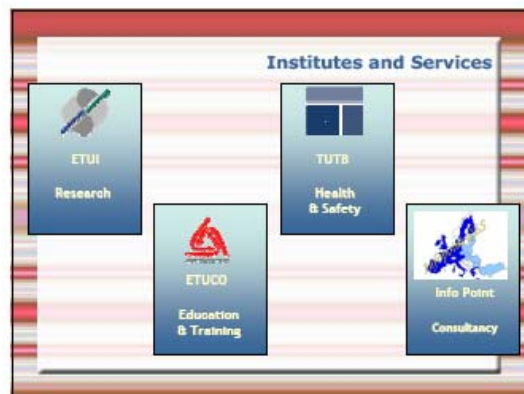 Institutes and Services
ETUI
Research
TUTB
Health
& Safety
ETUCO
Education
& Training
Info Point
Consultancy